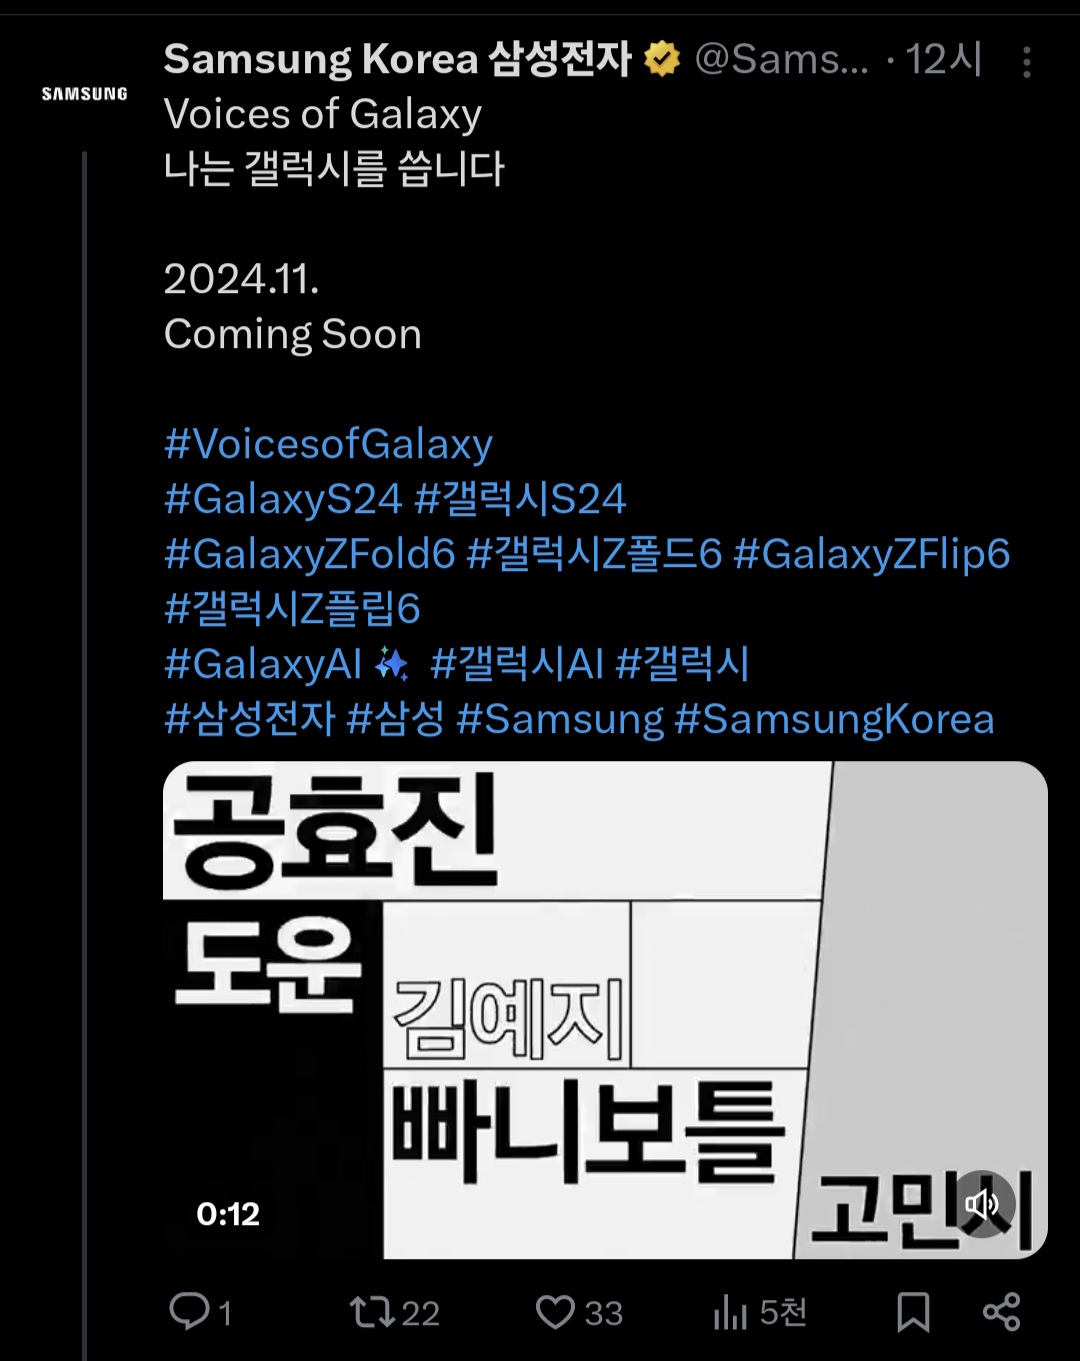 SAMSUNG
Samsung Korea 삼성전자 @Sams... · 12시
Voices of Galaxy
나는 갤럭시를 씁니다
2024.11.
Coming Soon
#VoicesofGalaxy
#GalaxyS24 #갤럭시S24
#GalaxyZFold6 #갤럭시Z폴드6 #GalaxyZFlip6
#갤럭시Z플립6
#GalaxyAI #갤럭시AI #갤럭시
#삼성전자 #삼성 #Samsung #SamsungKorea
공효진
도운
김예지
빠니보틀
고민시
0:12
1 22 33 5천